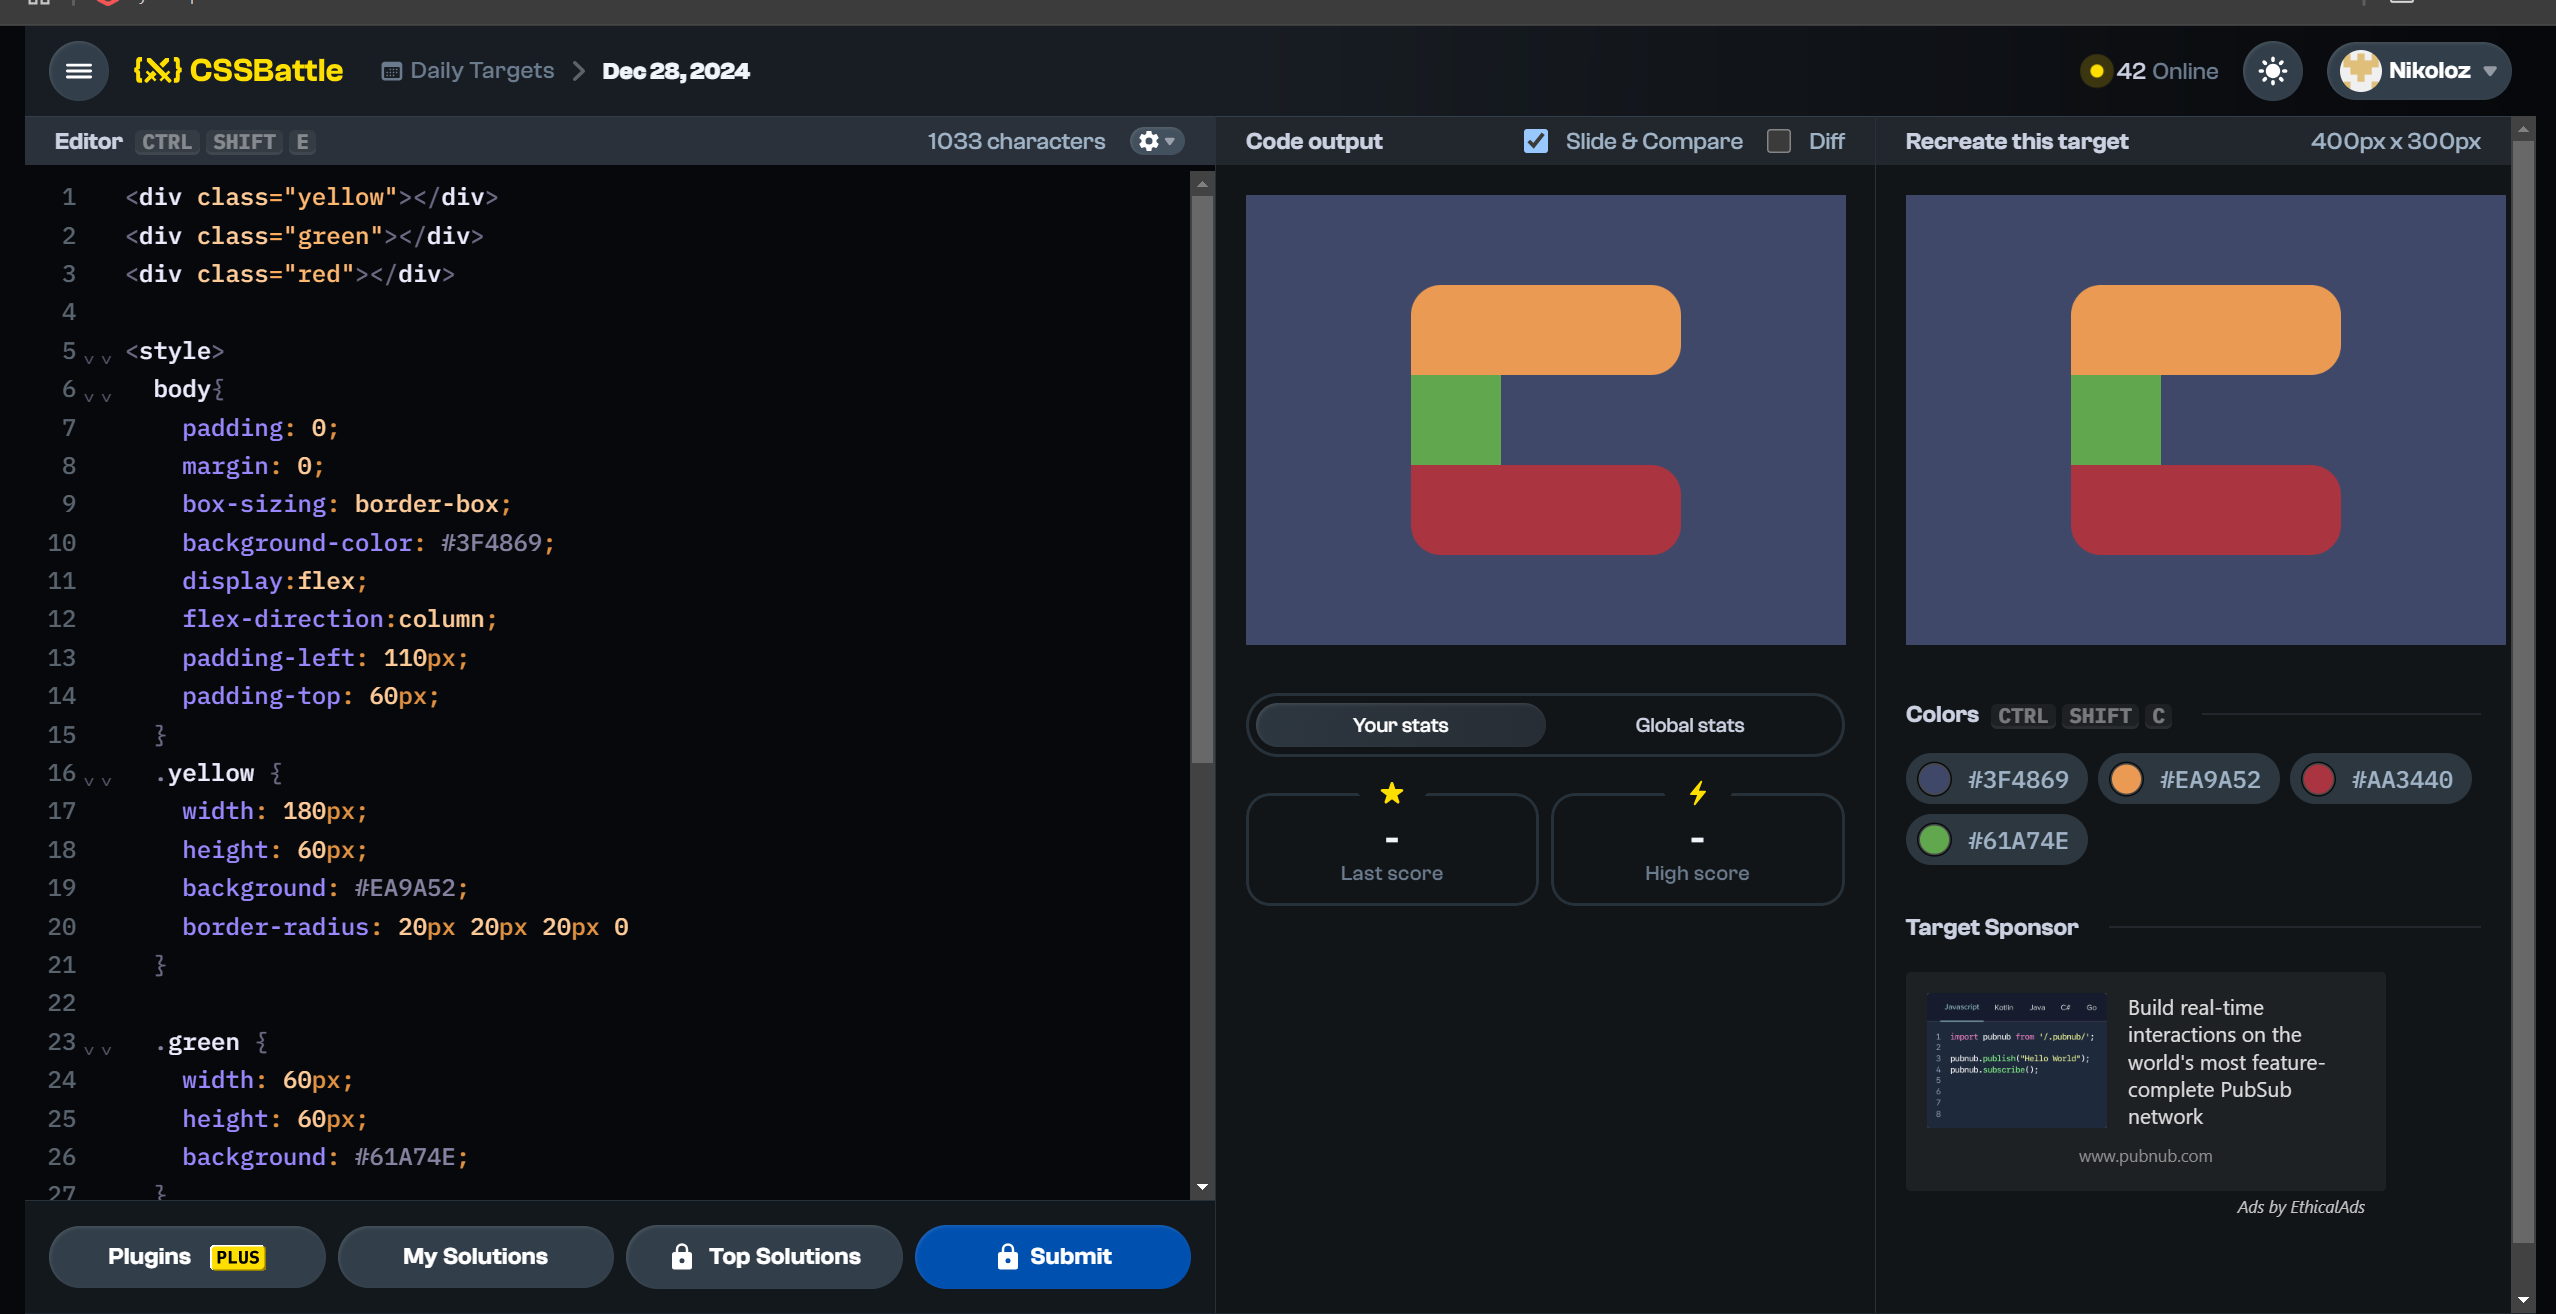 {X} CSSBattle Daily Targets > Dec 28, 2024 42 Online Nikoloz
Editor CTRL SHIFT E 1033 characters
1 <div class="yellow"></div>
2 <div class="green"></div>
3 <div class="red"></div>
4
5 <style>
6 body{
7 padding: 0;
8 margin: 0;
9 box-sizing: border-box;
10 background-color: #3F4869;
11 display:flex;
12 flex-direction:column;
13 padding-left: 110px;
14 padding-top: 60px;
15 }
16 .yellow {
17 width: 180px;
18 height: 60px;
19 background: #EA9A52;
20 border-radius: 20px 20px 20px 0
21 }
22
23 .green {
24 width: 60px;
25 height: 60px;
26 background: #61A74E;
27 }
Plugins PLUS My Solutions Top Solutions Submit
Code output Slide & Compare Diff
Your stats Global stats
-
Last score
-
High score
Recreate this target 400px x 300px
Colors CTRL SHIFT C
#3F4869 #EA9A52 #AA3440
#61A74E
Target Sponsor
Javascript Kotlin Java C# Go
1 import pubnub from '/.pubnub/';
2
3 pubnub.publish("Hello World");
4 pubnub.subscribe();
5
6
7
8
Build real-time
interactions on the
world's most feature-
complete PubSub
network
www.pubnub.com
Ads by EthicalAds